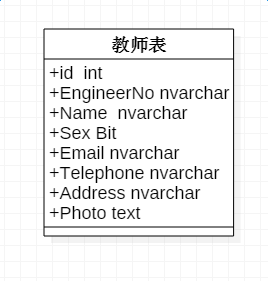 教师表
+id  int
+EngineerNo nvarchar
+Name  nvarchar
+Sex Bit
+Email nvarchar
+Telephone nvarchar
+Address nvarchar
+Photo text